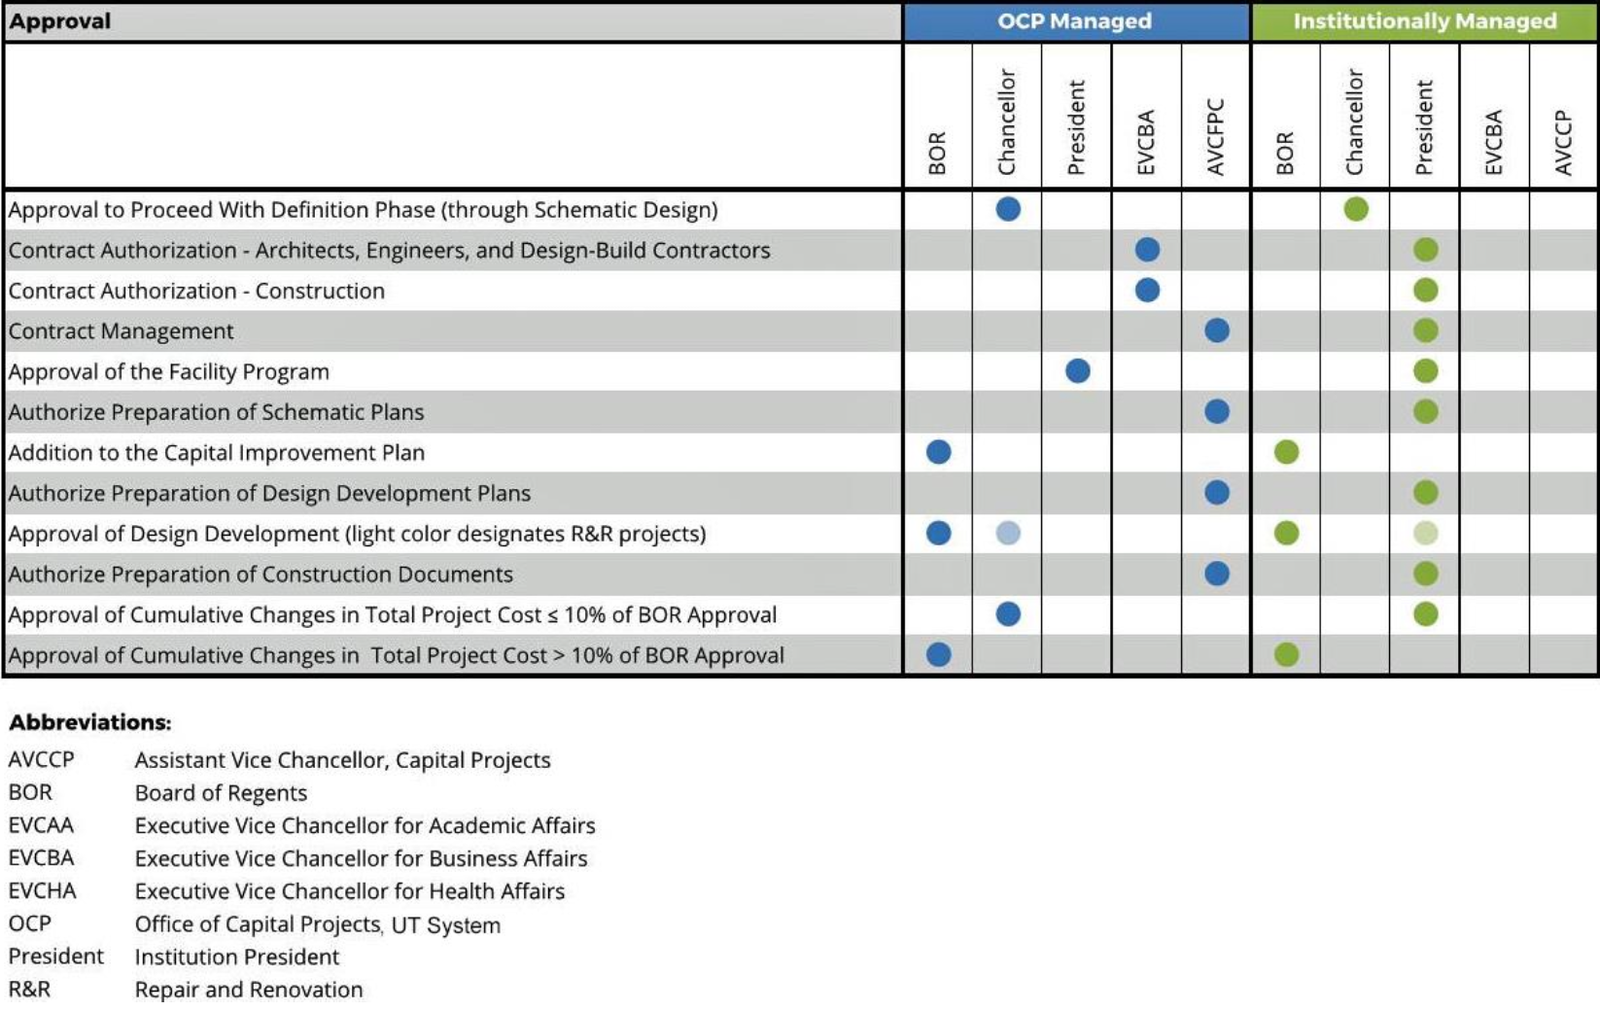 Approval OCP Managed Institutionally Managed
BOR Chancellor President EVCBA AVCFPC BOR Chancellor President EVCBA AVCCP
Approval to Proceed With Definition Phase (through Schematic Design)
Contract Authorization - Architects, Engineers, and Design-Build Contractors
Contract Authorization - Construction
Contract Management
Approval of the Facility Program
Authorize Preparation of Schematic Plans
Addition to the Capital Improvement Plan
Authorize Preparation of Design Development Plans
Approval of Design Development (light color designates R&R projects)
Authorize Preparation of Construction Documents
Approval of Cumulative Changes in Total Project Cost ≤ 10% of BOR Approval
Approval of Cumulative Changes in Total Project Cost > 10% of BOR Approval
Abbreviations:
AVCCP Assistant Vice Chancellor, Capital Projects
BOR Board of Regents
EVCAA Executive Vice Chancellor for Academic Affairs
EVCBA Executive Vice Chancellor for Business Affairs
EVCHA Executive Vice Chancellor for Health Affairs
OCP Office of Capital Projects, UT System
President Institution President
R&R Repair and Renovation